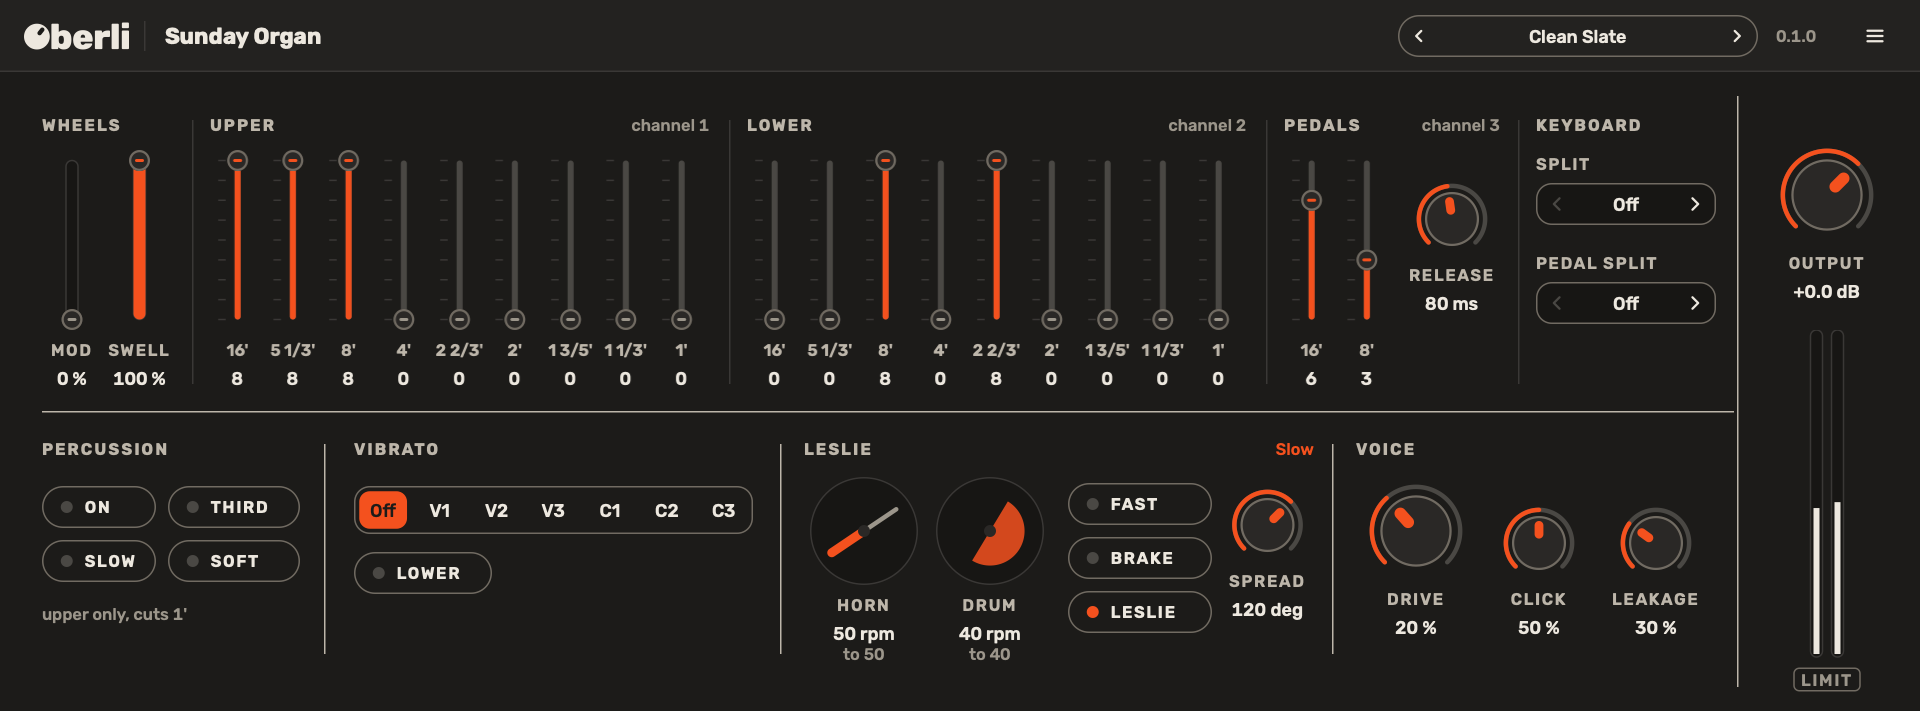 Oberli
Sunday Organ
Clean Slate
0.1.0
WHEELS
UPPER
channel 1
LOWER
channel 2
PEDALS
channel 3
KEYBOARD
SPLIT
Off
PEDAL SPLIT
Off
RELEASE
80 ms
OUTPUT
+0.0 dB
MOD SWELL
0 % 100 %
16' 5 1/3' 8' 4' 2 2/3' 2' 1 3/5' 1 1/3' 1'
8 8 8 0 0 0 0 0 0
16' 5 1/3' 8' 4' 2 2/3' 2' 1 3/5' 1 1/3' 1'
0 0 8 0 8 0 0 0 0
16' 8'
6 3
PERCUSSION
ON THIRD
SLOW SOFT
upper only, cuts 1'
VIBRATO
Off V1 V2 V3 C1 C2 C3
LOWER
LESLIE
Slow
HORN
50 rpm
to 50
DRUM
40 rpm
to 40
FAST
BRAKE
LESLIE
SPREAD
120 deg
VOICE
DRIVE
20 %
CLICK
50 %
LEAKAGE
30 %
LIMIT